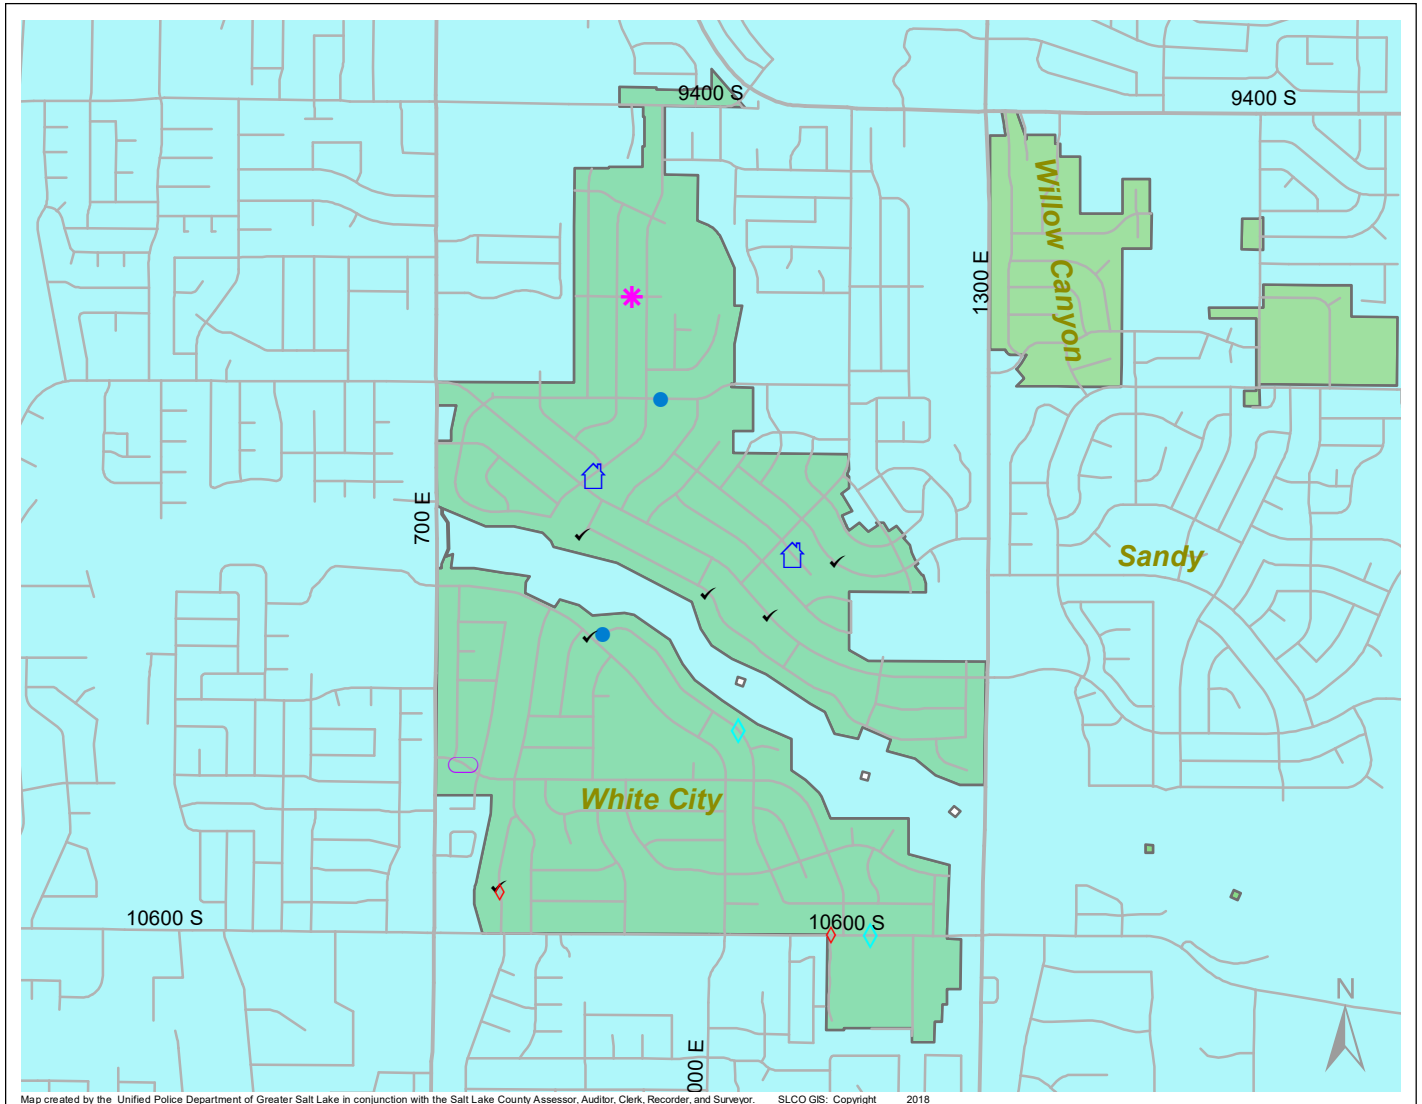 9400 S
9400 S
Willow Canyon
1300 E
700 E
Sandy
White City
10600 S
10600 S
N
000 E
Map created by the Unified Police Department of Greater Salt Lake in conjunction with the Salt Lake County Assessor, Auditor, Clerk, Recorder, and Surveyor. SLCO GIS: Copyright 2018